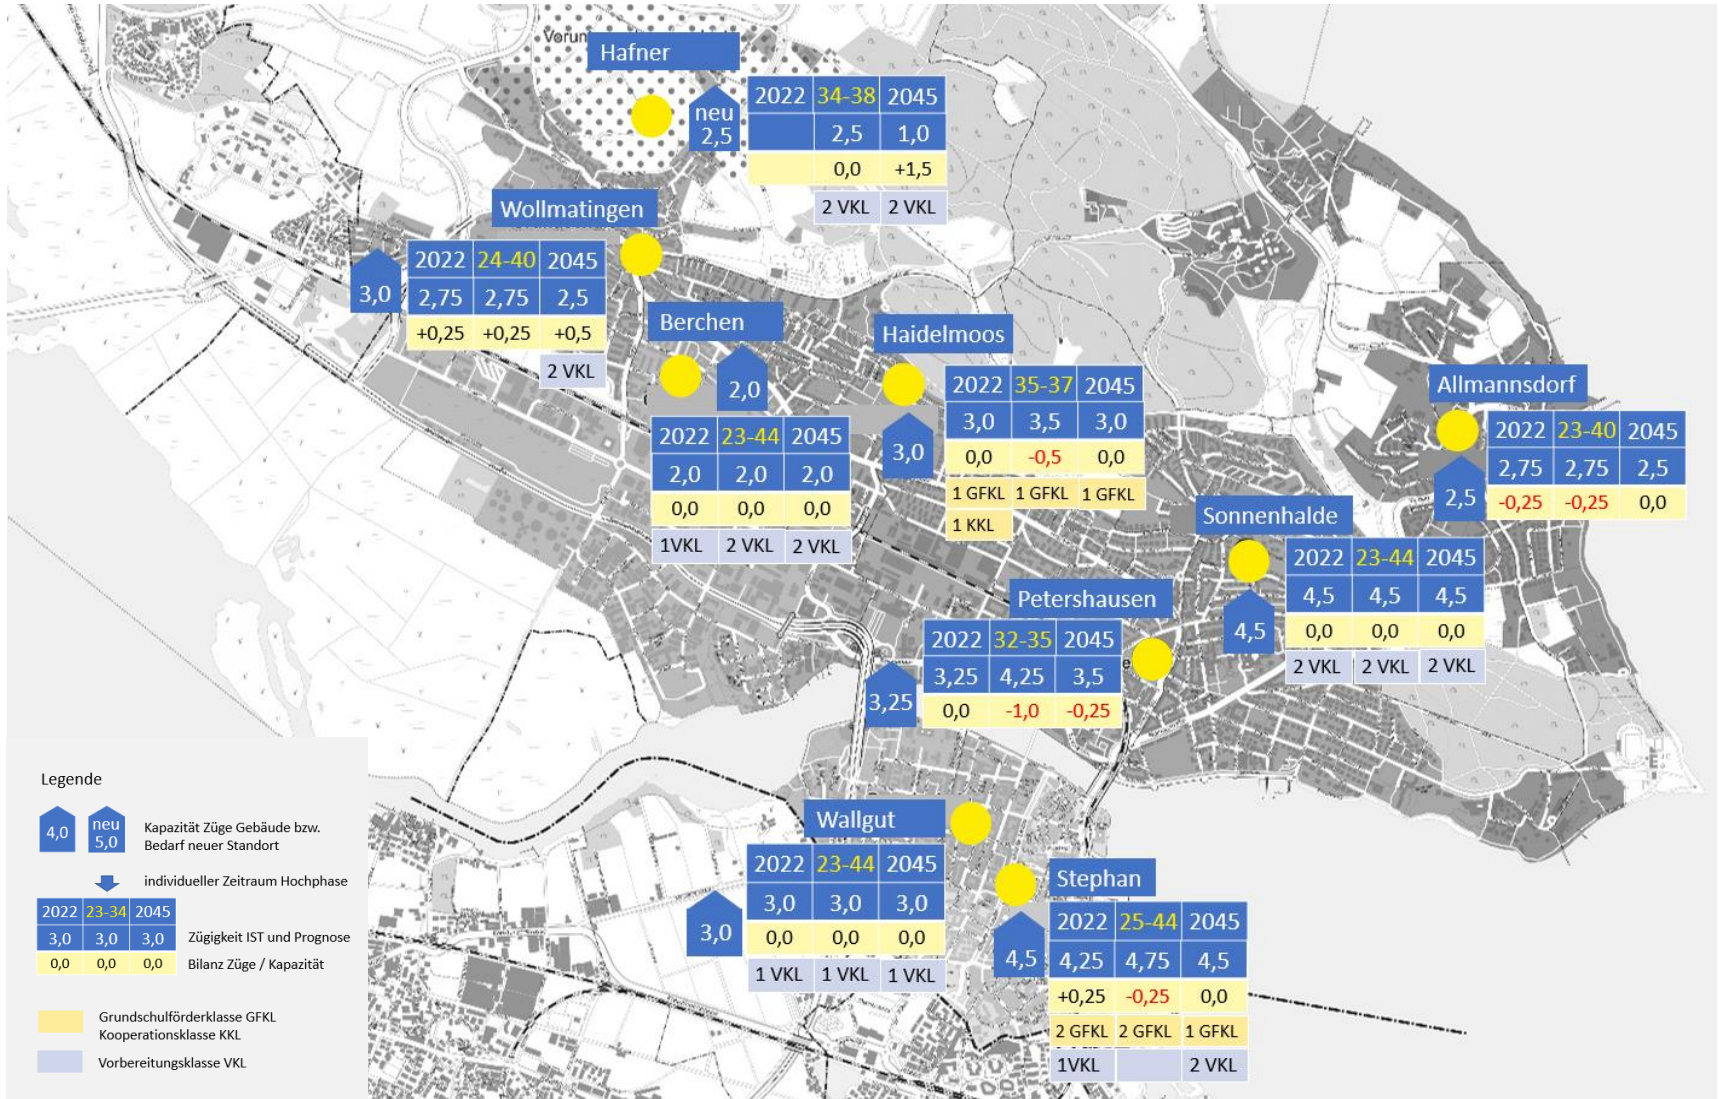 Vorun
Hafner
neu
2,5
2022 34-38 2045
2,5 1,0
0,0 +1,5
2 VKL 2 VKL
Wollmatingen
3,0
2022 24-40 2045
2,75 2,75 2,5
+0,25 +0,25 +0,5
2 VKL
Berchen
2,0
2022 23-44 2045
2,0 2,0 2,0
0,0 0,0 0,0
1VKL 2 VKL 2 VKL
Haidelmoos
3,0
2022 35-37 2045
3,0 3,5 3,0
0,0 -0,5 0,0
1 GFKL 1 GFKL 1 GFKL
1 KKL
Allmannsdorf
2,5
2022 23-40 2045
2,75 2,75 2,5
-0,25 -0,25 0,0
Sonnenhalde
4,5
2022 23-44 2045
4,5 4,5 4,5
0,0 0,0 0,0
2 VKL 2 VKL 2 VKL
Petershausen
3,25
2022 32-35 2045
3,25 4,25 3,5
0,0 -1,0 -0,25
Wallgut
3,0
2022 23-44 2045
3,0 3,0 3,0
0,0 0,0 0,0
1 VKL 1 VKL 1 VKL
Stephan
4,5
2022 25-44 2045
4,25 4,75 4,5
+0,25 -0,25 0,0
2 GFKL 2 GFKL 1 GFKL
1VKL 2 VKL
Legende
4,0
neu
5,0
Kapazität Züge Gebäude bzw.
Bedarf neuer Standort
individueller Zeitraum Hochphase
2022 23-34 2045
3,0 3,0 3,0 Zügigkeit IST und Prognose
0,0 0,0 0,0 Bilanz Züge / Kapazität
Grundschulförderklasse GFKL
Kooperationsklasse KKL
Vorbereitungsklasse VKL